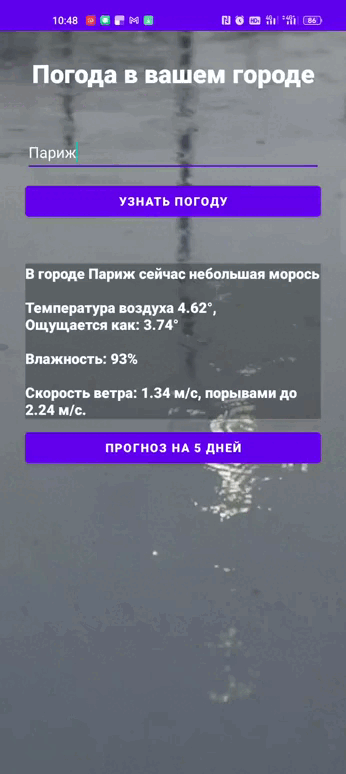 10:48
86
Погода в вашем городе
Париж
УЗНАТЬ ПОГОДУ
В городе Париж сейчас небольшая морось
Температура воздуха 4.62°,
Ощущается как: 3.74°
Влажность: 93%
Скорость ветра: 1.34 м/с, порывами до
2.24 м/с.
ПРОГНОЗ НА 5 ДНЕЙ